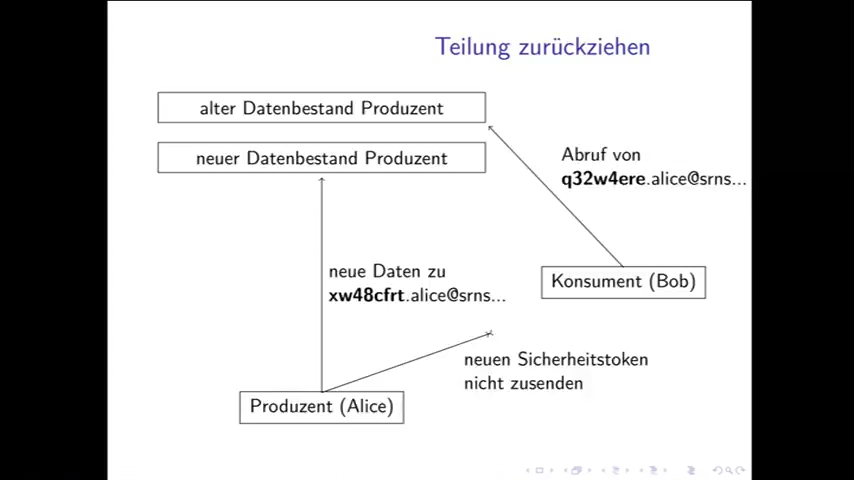 Teilung zurückziehen
alter Datenbestand Produzent
neuer Datenbestand Produzent
Abruf von
q32w4ere.alice@srns...
neue Daten zu
xw48cfrt.alice@srns...
Konsument (Bob)
neuen Sicherheitstoken
nicht zusenden
Produzent (Alice)